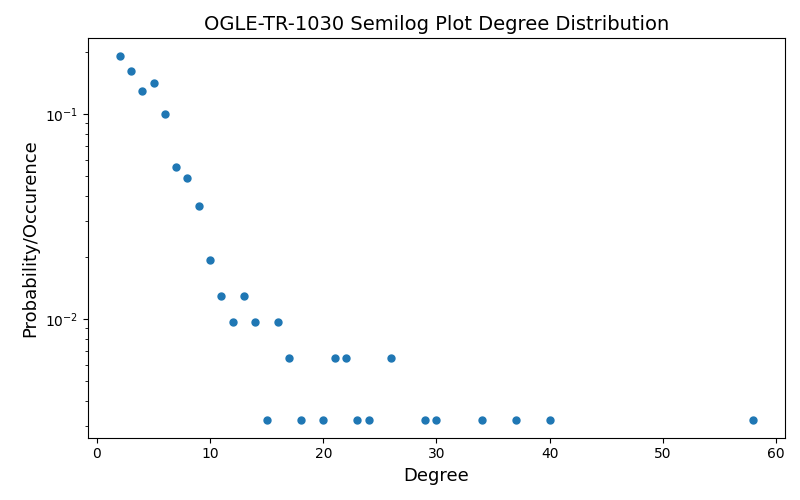 OGLE-TR-1030 Semilog Plot Degree Distribution
Probability/Occurence
10⁻¹
10⁻²
0 10 20 30 40 50 60
Degree